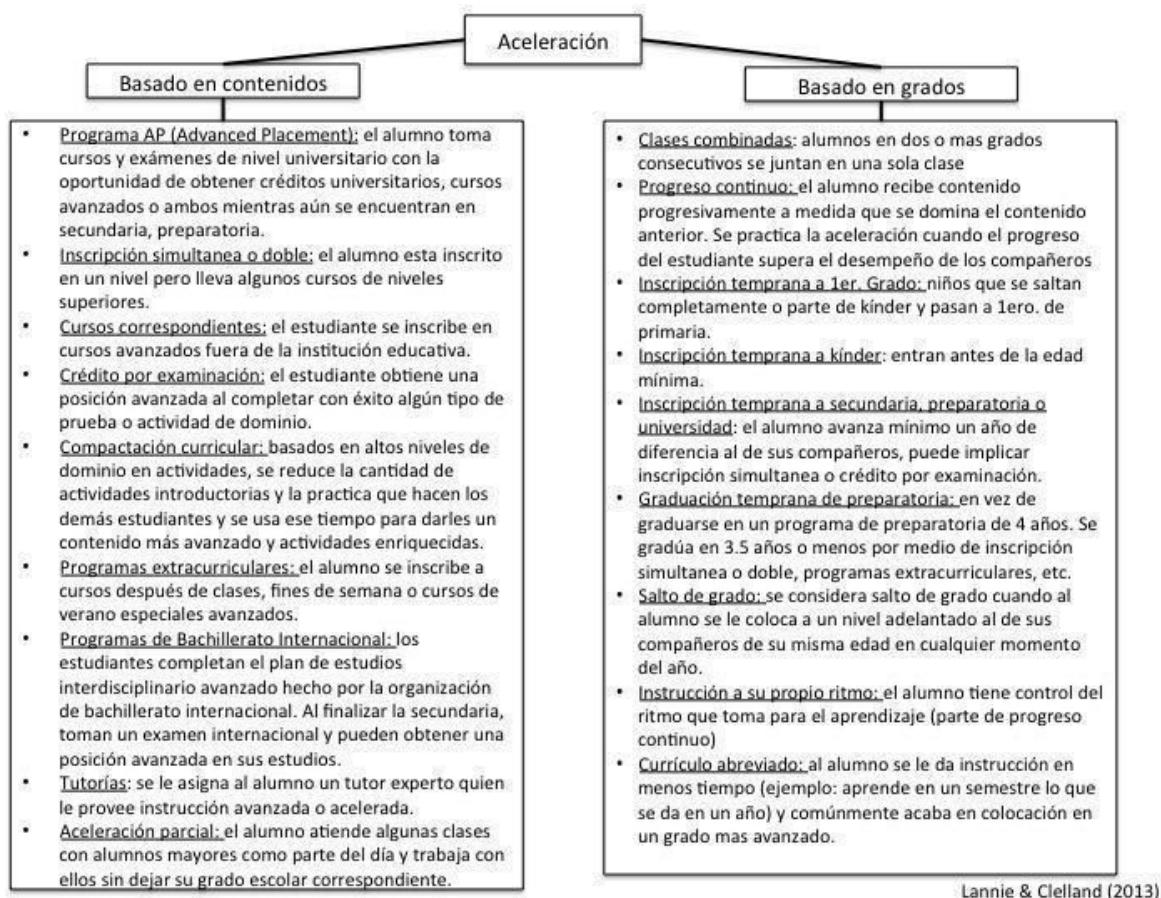 Aceleración
Basado en contenidos
• Programa AP (Advanced Placement): el alumno toma
cursos y exámenes de nivel universitario con la
oportunidad de obtener créditos universitarios, cursos
avanzados o ambos mientras aún se encuentran en
secundaria, preparatoria.
• Inscripción simultanea o doble: el alumno esta inscrito
en un nivel pero lleva algunos cursos de niveles
superiores.
• Cursos correspondientes: el estudiante se inscribe en
cursos avanzados fuera de la institución educativa.
• Crédito por examinación: el estudiante obtiene una
posición avanzada al completar con éxito algún tipo de
prueba o actividad de dominio.
• Compactación curricular: basados en altos niveles de
dominio en actividades, se reduce la cantidad de
actividades introductorias y la practica que hacen los
demás estudiantes y se usa ese tiempo para darles un
contenido más avanzado y actividades enriquecidas.
• Programas extracurriculares: el alumno se inscribe a
cursos después de clases, fines de semana o cursos de
verano especiales avanzados.
• Programas de Bachillerato Internacional: los
estudiantes completan el plan de estudios
interdisciplinario avanzado hecho por la organización
de bachillerato internacional. Al finalizar la secundaria,
toman un examen internacional y pueden obtener una
posición avanzada en sus estudios.
• Tutorías: se le asigna al alumno un tutor experto quien
le provee instrucción avanzada o acelerada.
• Aceleración parcial: el alumno atiende algunas clases
con alumnos mayores como parte del día y trabaja con
ellos sin dejar su grado escolar correspondiente.
Basado en grados
• Clases combinadas: alumnos en dos o mas grados
consecutivos se juntan en una sola clase
• Progreso continuo: el alumno recibe contenido
progresivamente a medida que se domina el contenido
anterior. Se practica la aceleración cuando el progreso
del estudiante supera el desempeño de los compañeros
• Inscripción temprana a 1er. Grado: niños que se saltan
completamente o parte de kínder y pasan a 1ero. de
primaria.
• Inscripción temprana a kínder: entran antes de la edad
mínima.
• Inscripción temprana a secundaria, preparatoria o
universidad: el alumno avanza mínimo un año de
diferencia al de sus compañeros, puede implicar
inscripción simultanea o crédito por examinación.
• Graduación temprana de preparatoria: en vez de
graduarse en un programa de preparatoria de 4 años. Se
gradúa en 3.5 años o menos por medio de inscripción
simultanea o doble, programas extracurriculares, etc.
• Salto de grado: se considera salto de grado cuando al
alumno se le coloca a un nivel adelantado al de sus
compañeros de su misma edad en cualquier momento
del año.
• Instrucción a su propio ritmo: el alumno tiene control del
ritmo que toma para el aprendizaje (parte de progreso
continuo)
• Currículo abreviado: al alumno se le da instrucción en
menos tiempo (ejemplo: aprende en un semestre lo que
se da en un año) y comúnmente acaba en colocación en
un grado mas avanzado.
Lannie & Clelland (2013)